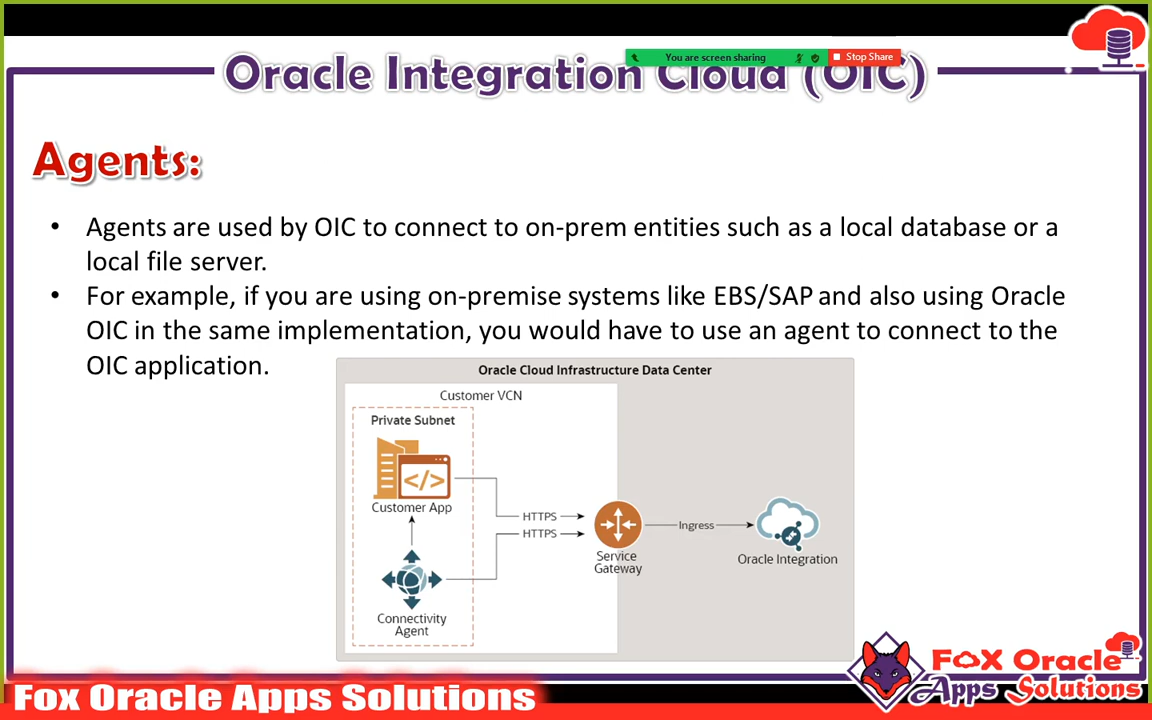 You are screen sharing
Stop Share
Oracle Integration Cloud (OIC)
Agents:
• Agents are used by OIC to connect to on-prem entities such as a local database or a
local file server.
• For example, if you are using on-premise systems like EBS/SAP and also using Oracle
OIC in the same implementation, you would have to use an agent to connect to the
OIC application.
Oracle Cloud Infrastructure Data Center
Customer VCN
Private Subnet
</>
Customer App
HTTPS
HTTPS
Service
Gateway
Ingress
Oracle Integration
Connectivity
Agent
Fox Oracle
Apps Solutions
Fox Oracle Apps Solutions